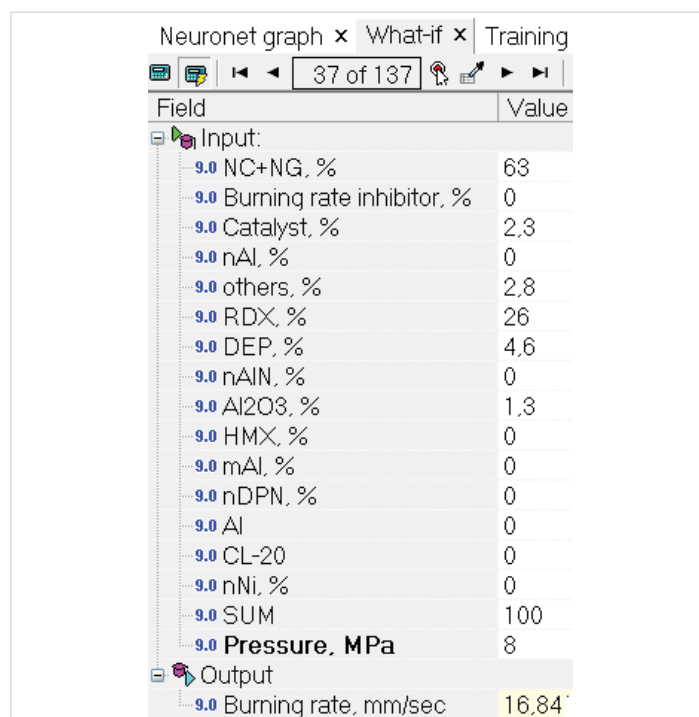 Neuronet graph x What-if x Training
37 of 137
Field Value
Input:
9.0 NC+NG, % 63
9.0 Burning rate inhibitor, % 0
9.0 Catalyst, % 2,3
9.0 nAl, % 0
9.0 others, % 2,8
9.0 RDX, % 26
9.0 DEP, % 4,6
9.0 nAlN, % 0
9.0 Al2O3, % 1,3
9.0 HMX, % 0
9.0 mAl, % 0
9.0 nDPN, % 0
9.0 Al 0
9.0 CL-20 0
9.0 nNi, % 0
9.0 SUM 100
9.0 Pressure, MPa 8
Output
9.0 Burning rate, mm/sec 16,84